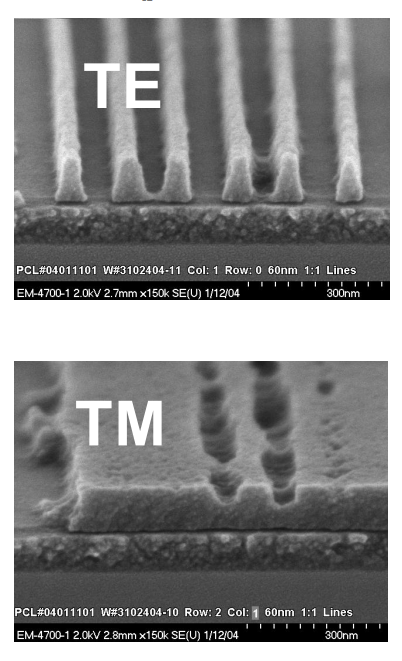 TE
PCL#04011101 W#3102404-11 Col: 1 Row: 0 60nm 1:1 Lines
EM-4700-1 2.0kV 2.7mm x150k SE(U) 1/12/04 300nm
TM
PCL#04011101 W#3102404-10 Row: 2 Col: 1 60nm 1:1 Lines
EM-4700-1 2.0kV 2.8mm x150k SE(U) 1/12/04 300nm